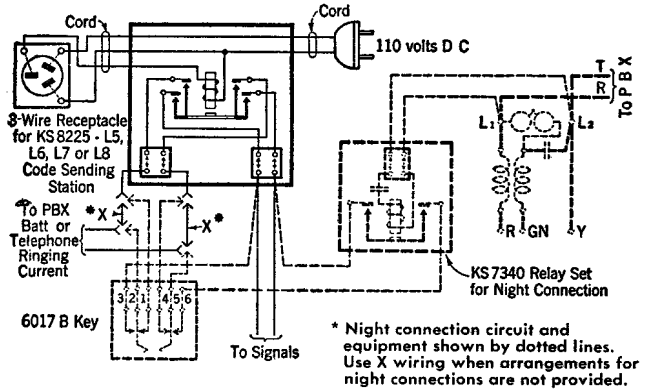 Cord
Cord
110 volts D C
3-Wire Receptacle
for KS 8225 - L5,
L6, L7 or L8
Code Sending
Station
T
R
To PBX
L1
L2
* X
X *
To PBX
Batt or
Telephone
Ringing
Current
R GN Y
KS 7340 Relay Set
for Night Connection
3 2 1 4 5 6
6017 B Key
To Signals
* Night connection circuit and
equipment shown by dotted lines.
Use X wiring when arrangements for
night connections are not provided.